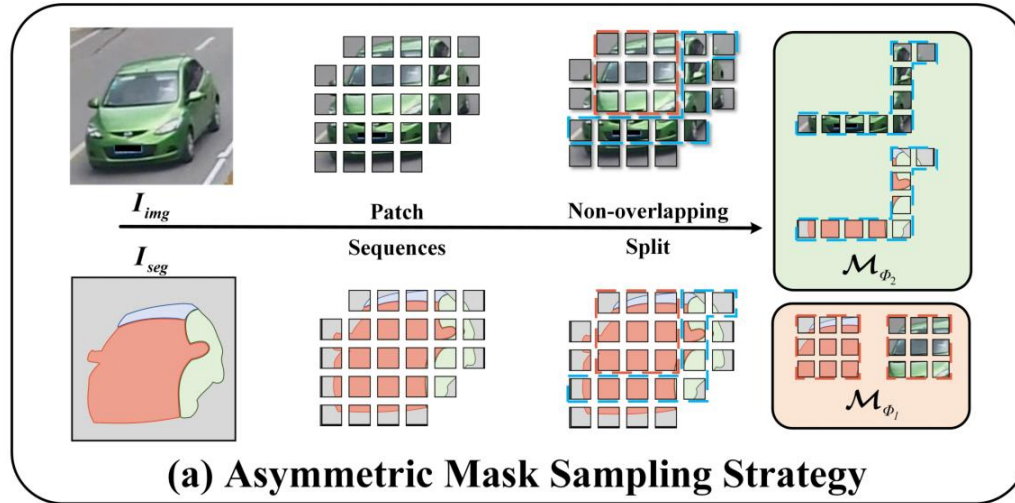 I_img
Patch
Non-overlapping
I_seg
Sequences
Split
M_Φ2
M_Φ1
(a) Asymmetric Mask Sampling Strategy